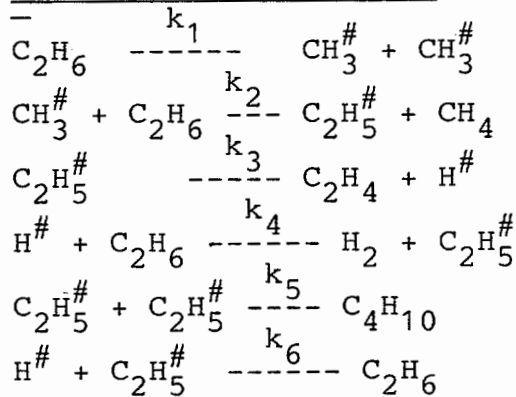 k₁
C₂H₆ ------ CH₃# + CH₃#
k₂
CH₃# + C₂H₆ --- C₂H₅# + CH₄
k₃
C₂H₅# ----- C₂H₄ + H#
k₄
H# + C₂H₆ ------ H₂ + C₂H₅#
k₅
C₂H₅# + C₂H₅# ---- C₄H₁₀
k₆
H# + C₂H₅# ----- C₂H₆